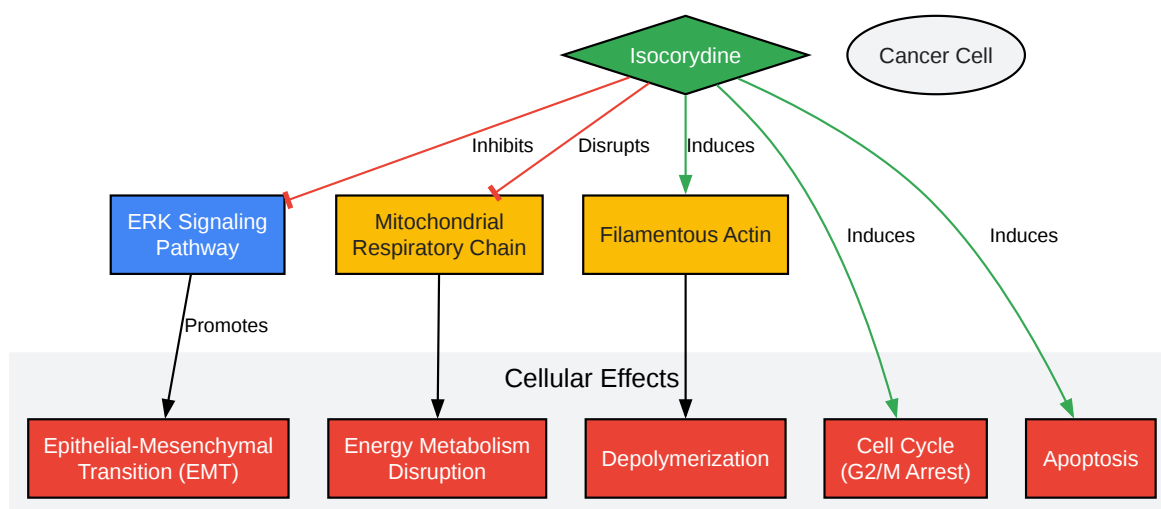 Isocorydine
Cancer Cell
Inhibits
Disrupts
Induces
ERK Signaling
Pathway
Mitochondrial
Respiratory Chain
Filamentous Actin
Induces
Induces
Promotes
Cellular Effects
Epithelial-Mesenchymal
Transition (EMT)
Energy Metabolism
Disruption
Depolymerization
Cell Cycle
(G2/M Arrest)
Apoptosis